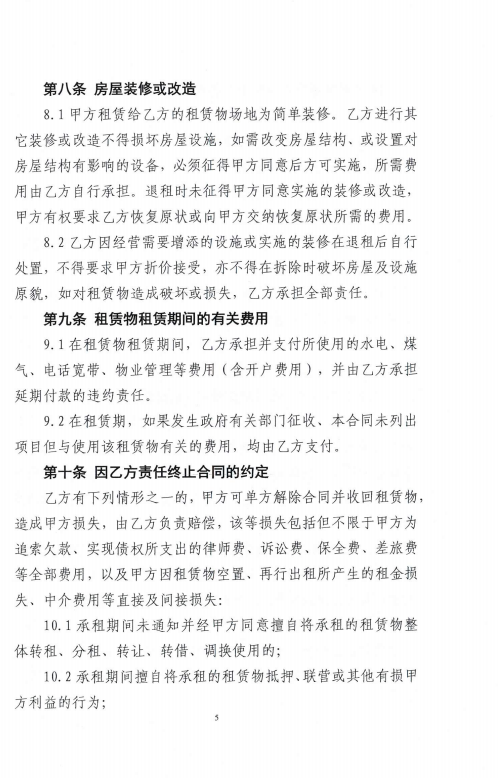 第八条 房屋装修或改造
8.1 甲方租赁给乙方的租赁物场地为简单装修。乙方进行其
它装修或改造不得损坏房屋设施，如需改变房屋结构、或设置对
房屋结构有影响的设备，必须征得甲方同意后方可实施，所需费
用由乙方自行承担。退租时未征得甲方同意实施的装修或改造，
甲方有权要求乙方恢复原状或向甲方交纳恢复原状所需的费用。
8.2 乙方因经营需要增添的设施或实施的装修在退租后自行
处置，不得要求甲方折价接受，亦不得在拆除时破坏房屋及设施
原貌，如对租赁物造成破坏或损失，乙方承担全部责任。
第九条 租赁物租赁期间的有关费用
9.1 在租赁物租赁期间，乙方承担并支付所使用的水电、煤
气、电话宽带、物业管理等费用（含开户费用），并由乙方承担
延期付款的违约责任。
9.2 在租赁期，如果发生政府有关部门征收、本合同未列出
项目但与使用该租赁物有关的费用，均由乙方支付。
第十条 因乙方责任终止合同的约定
乙方有下列情形之一的，甲方可单方解除合同并收回租赁物，
造成甲方损失，由乙方负责赔偿，该等损失包括但不限于甲方为
追索欠款、实现债权所支出的律师费、诉讼费、保全费、差旅费
等全部费用，以及甲方因租赁物空置、再行出租所产生的租金损
失、中介费用等直接及间接损失:
10.1 承租期间未通知并经甲方同意擅自将承租的租赁物整
体转租、分租、转让、转借、调换使用的;
10.2 承租期间擅自将承租的租赁物抵押、联营或其他有损甲
方利益的行为;
5